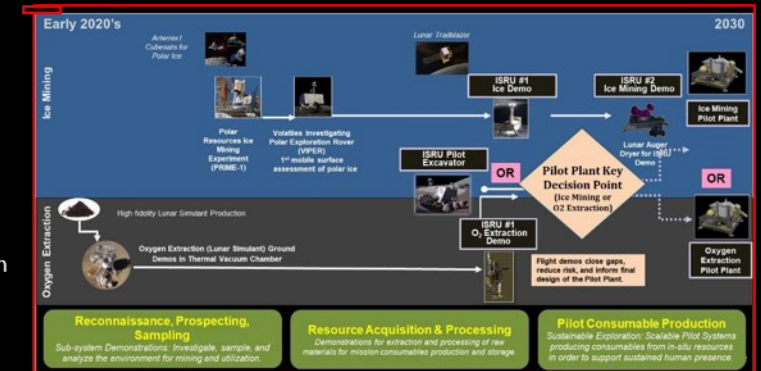 Early 2020's
2030
Artemis I
Cubesats for
Polar Ice
Lunar Trailblazor
Ice Mining
ISRU #1
Ice Demo
ISRU #2
Ice Mining Demo
Ice Mining
Pilot Plant
Polar
Resources Ice
Mining
Experiment
(PRIME-1)
Volatiles Investigating
Polar Exploration Rover
(VIPER)
1st mobile surface
assessment of polar ice
Lunar Auger
Dryer for ISRU
Demo
ISRU Pilot
Excavator
OR
Pilot Plant Key
Decision Point
(Ice Mining or
O2 Extraction)
OR
Oxygen Extraction
High fidelity Lunar Simulant Production
ISRU #1
O2 Extraction
Demo
Oxygen Extraction (Lunar Simulant) Ground
Demos in Thermal Vacuum Chamber
Flight demos close gaps,
reduce risk, and inform final
design of the Pilot Plant.
Oxygen
Extraction
Pilot Plant
Reconnaissance, Prospecting,
Sampling
Sub-system Demonstrations: Investigate, sample, and
analyze the environment for mining and utilization.
Resource Acquisition & Processing
Demonstrations for extraction and processing of raw
materials for mission consumables production and storage.
Pilot Consumable Production
Sustainable Exploration: Scalable Pilot Systems
producing consumables from in-situ resources
in order to support sustained human presence.